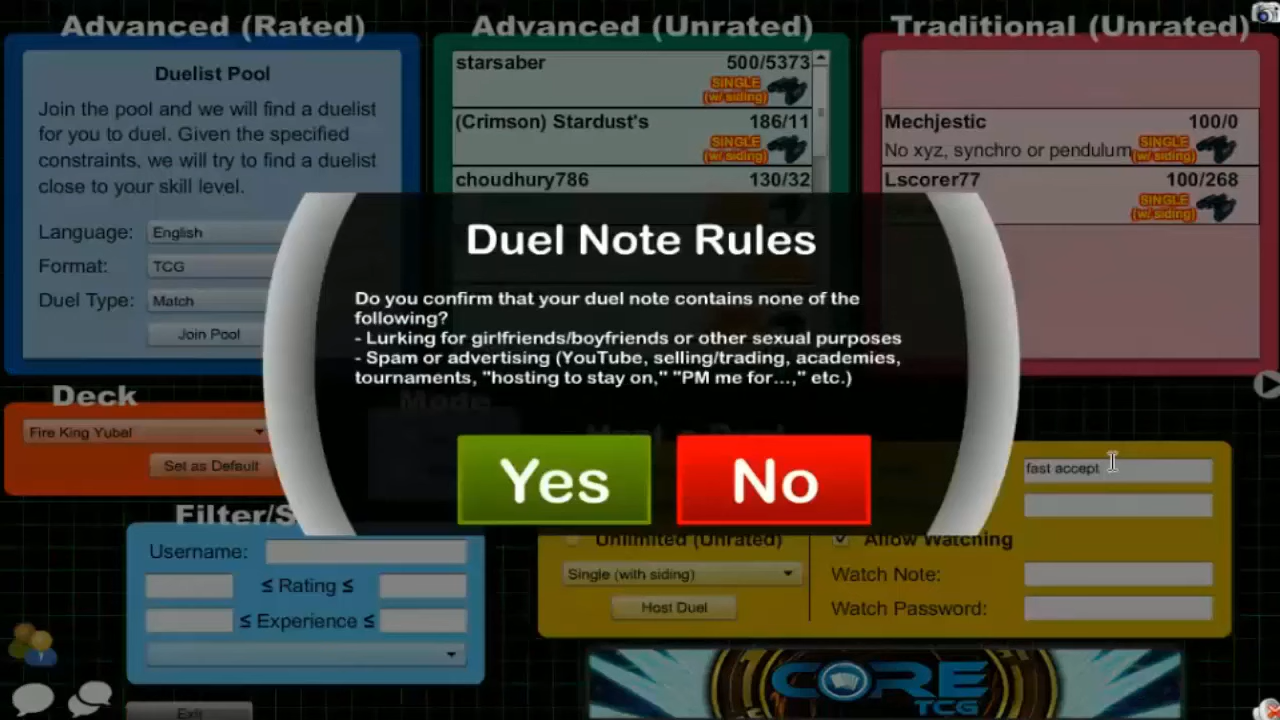 Advanced (Rated)
Duelist Pool
Join the pool and we will find a duelist
for you to duel. Given the specified
constraints, we will try to find a duelist
close to your skill level.
Language: English
Format: TCG
Duel Type: Match
Join Pool
Advanced (Unrated)
starsaber 500/5373
SINGLE
(w/ siding)
(Crimson) Stardust's 186/11
SINGLE
(w/ siding)
choudhury786 130/32
Traditional (Unrated)
Mechjestic 100/0
No xyz, synchro or pendulum SINGLE
(w/ siding)
Lscorer77 100/268
SINGLE
(w/ siding)
Duel Note Rules
Do you confirm that your duel note contains none of the
following?
- Lurking for girlfriends/boyfriends or other sexual purposes
- Spam or advertising (YouTube, selling/trading, academies,
tournaments, "hosting to stay on," "PM me for...," etc.)
Yes No
Deck
Fire King Yubel
Set as Default
Mode
Filter/S
Username:
≤ Rating ≤
≤ Experience ≤
Exit
fast accept
Unlimited (Unrated)
Single (with siding)
Host Duel
Allow Watching
Watch Note:
Watch Password:
CORE
TCG